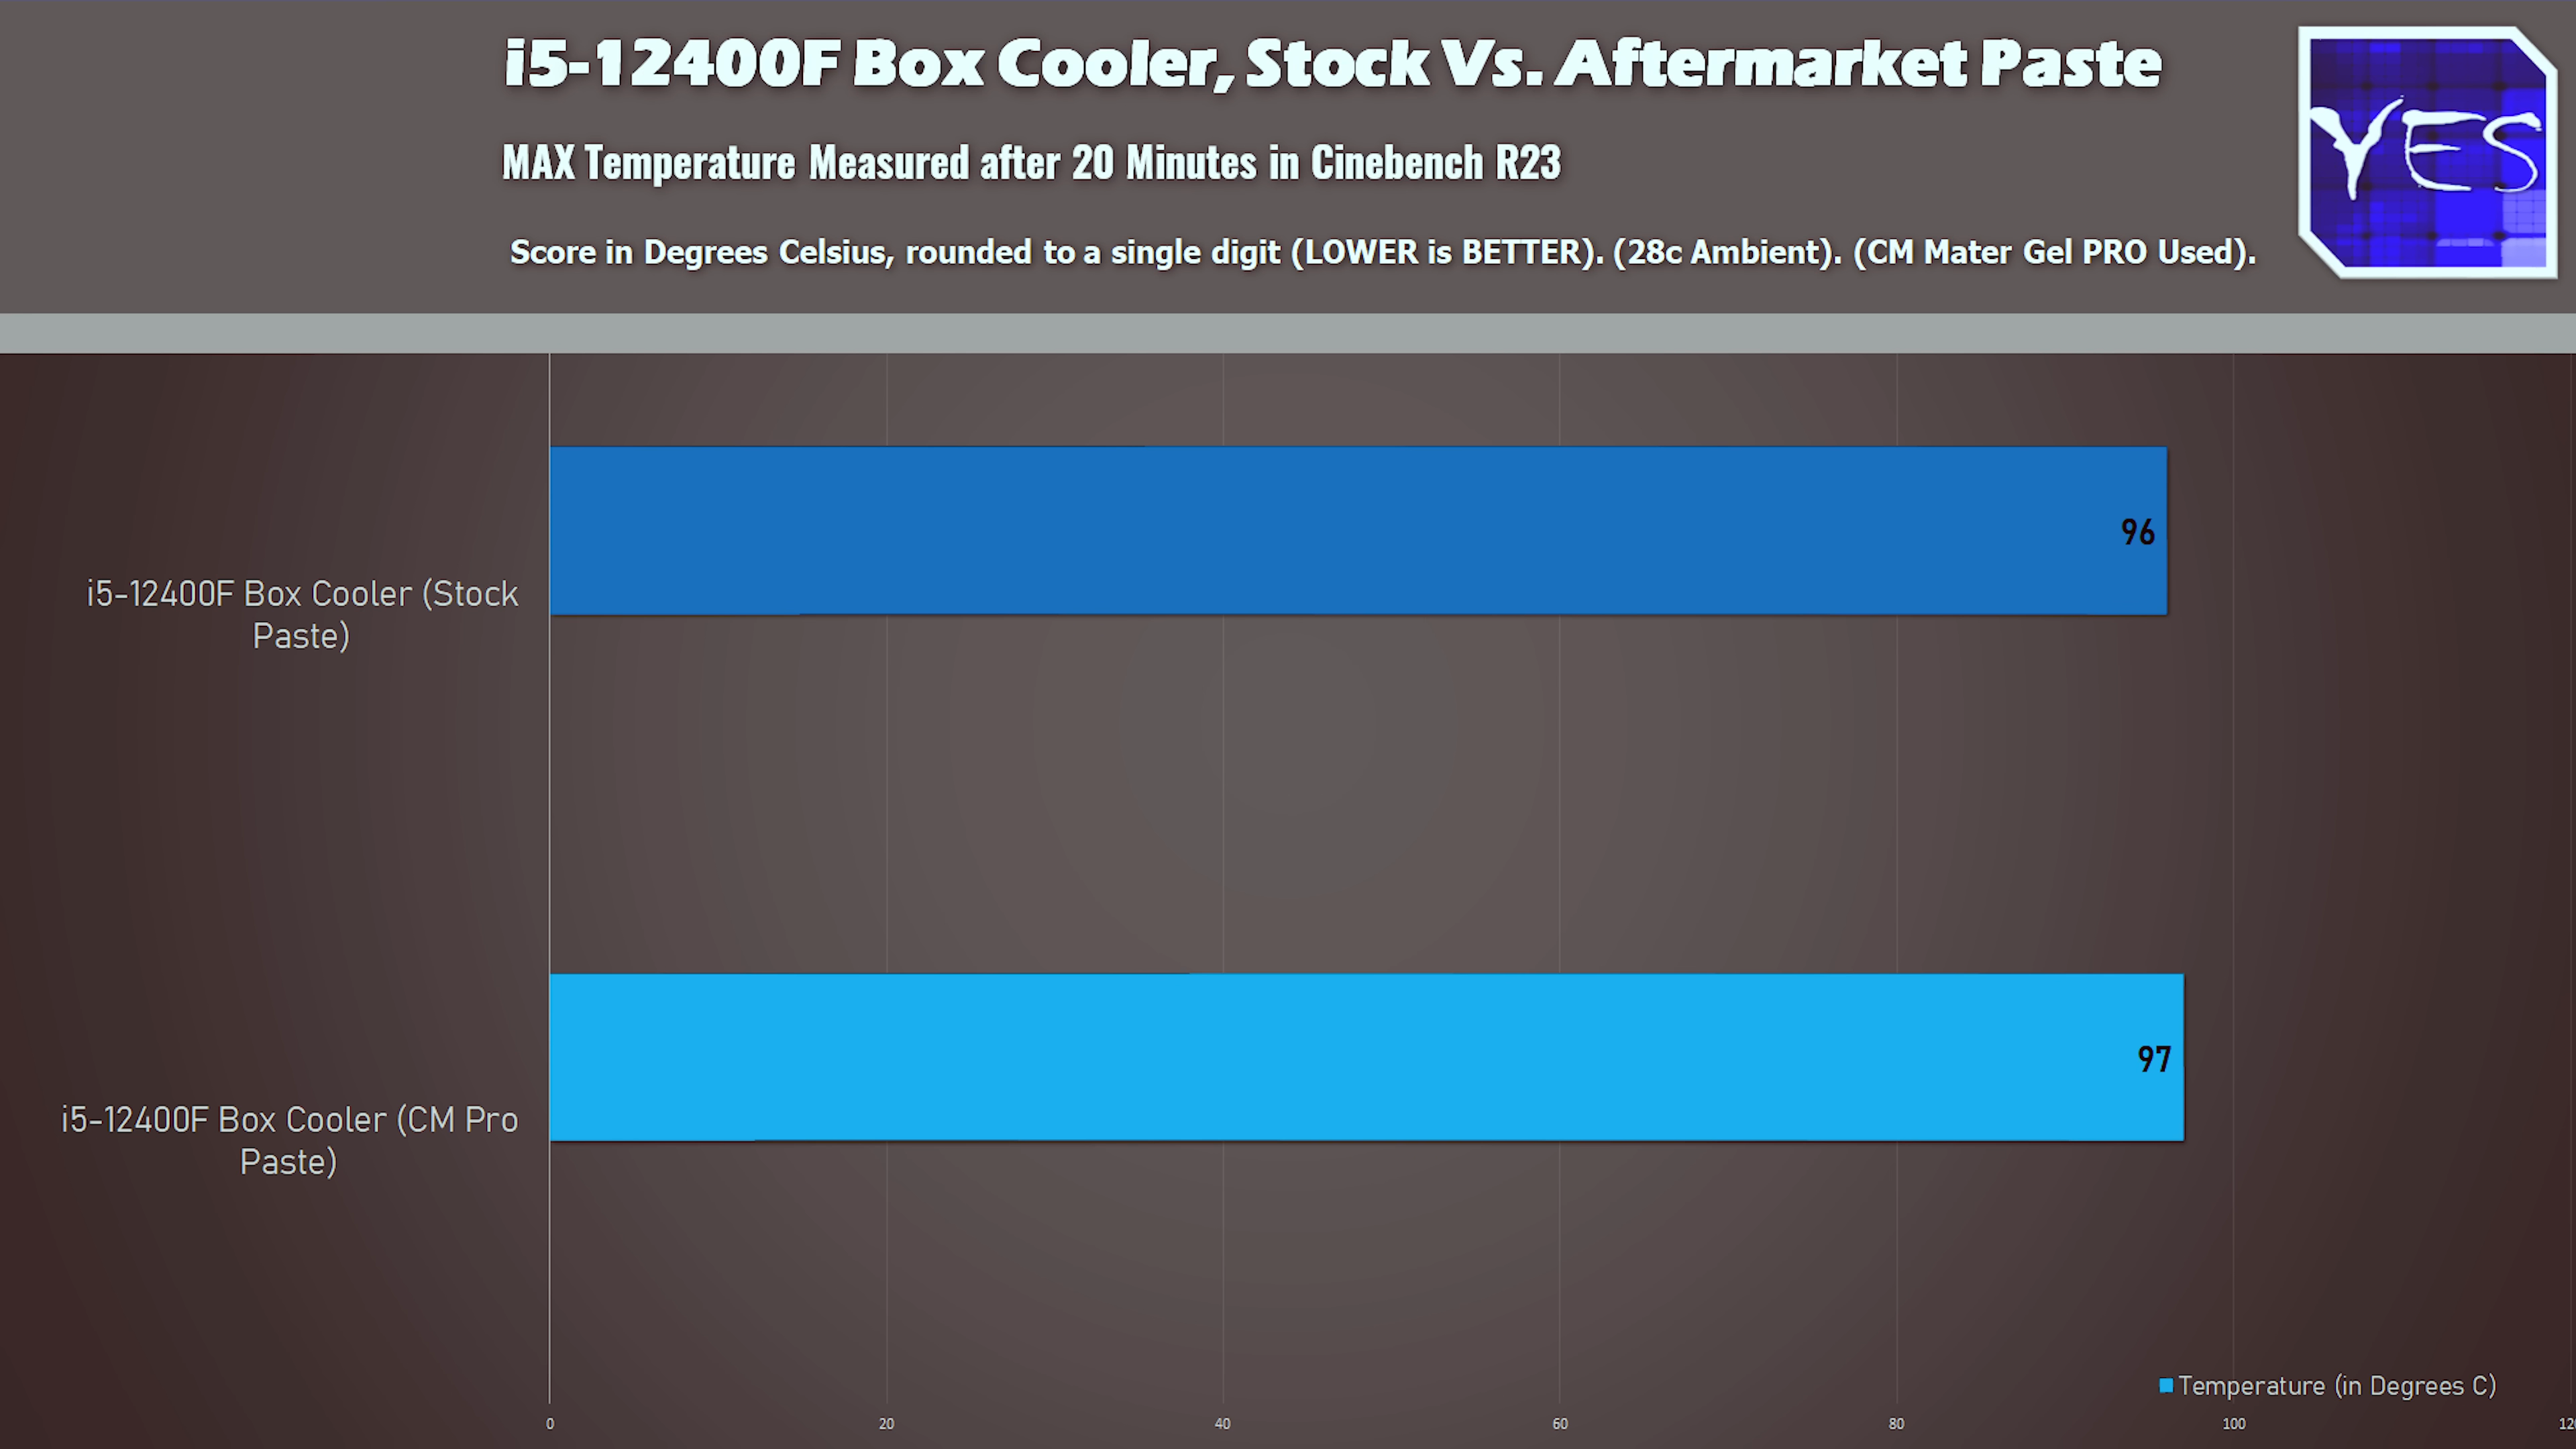 i5-12400F Box Cooler, Stock Vs. Aftermarket Paste
YES
MAX Temperature Measured after 20 Minutes in Cinebench R23
Score in Degrees Celsius, rounded to a single digit (LOWER is BETTER). (28c Ambient). (CM Mater Gel PRO Used).
96
i5-12400F Box Cooler (Stock
Paste)
97
i5-12400F Box Cooler (CM Pro
Paste)
Temperature (in Degrees C)
0 20 40 60 80 100